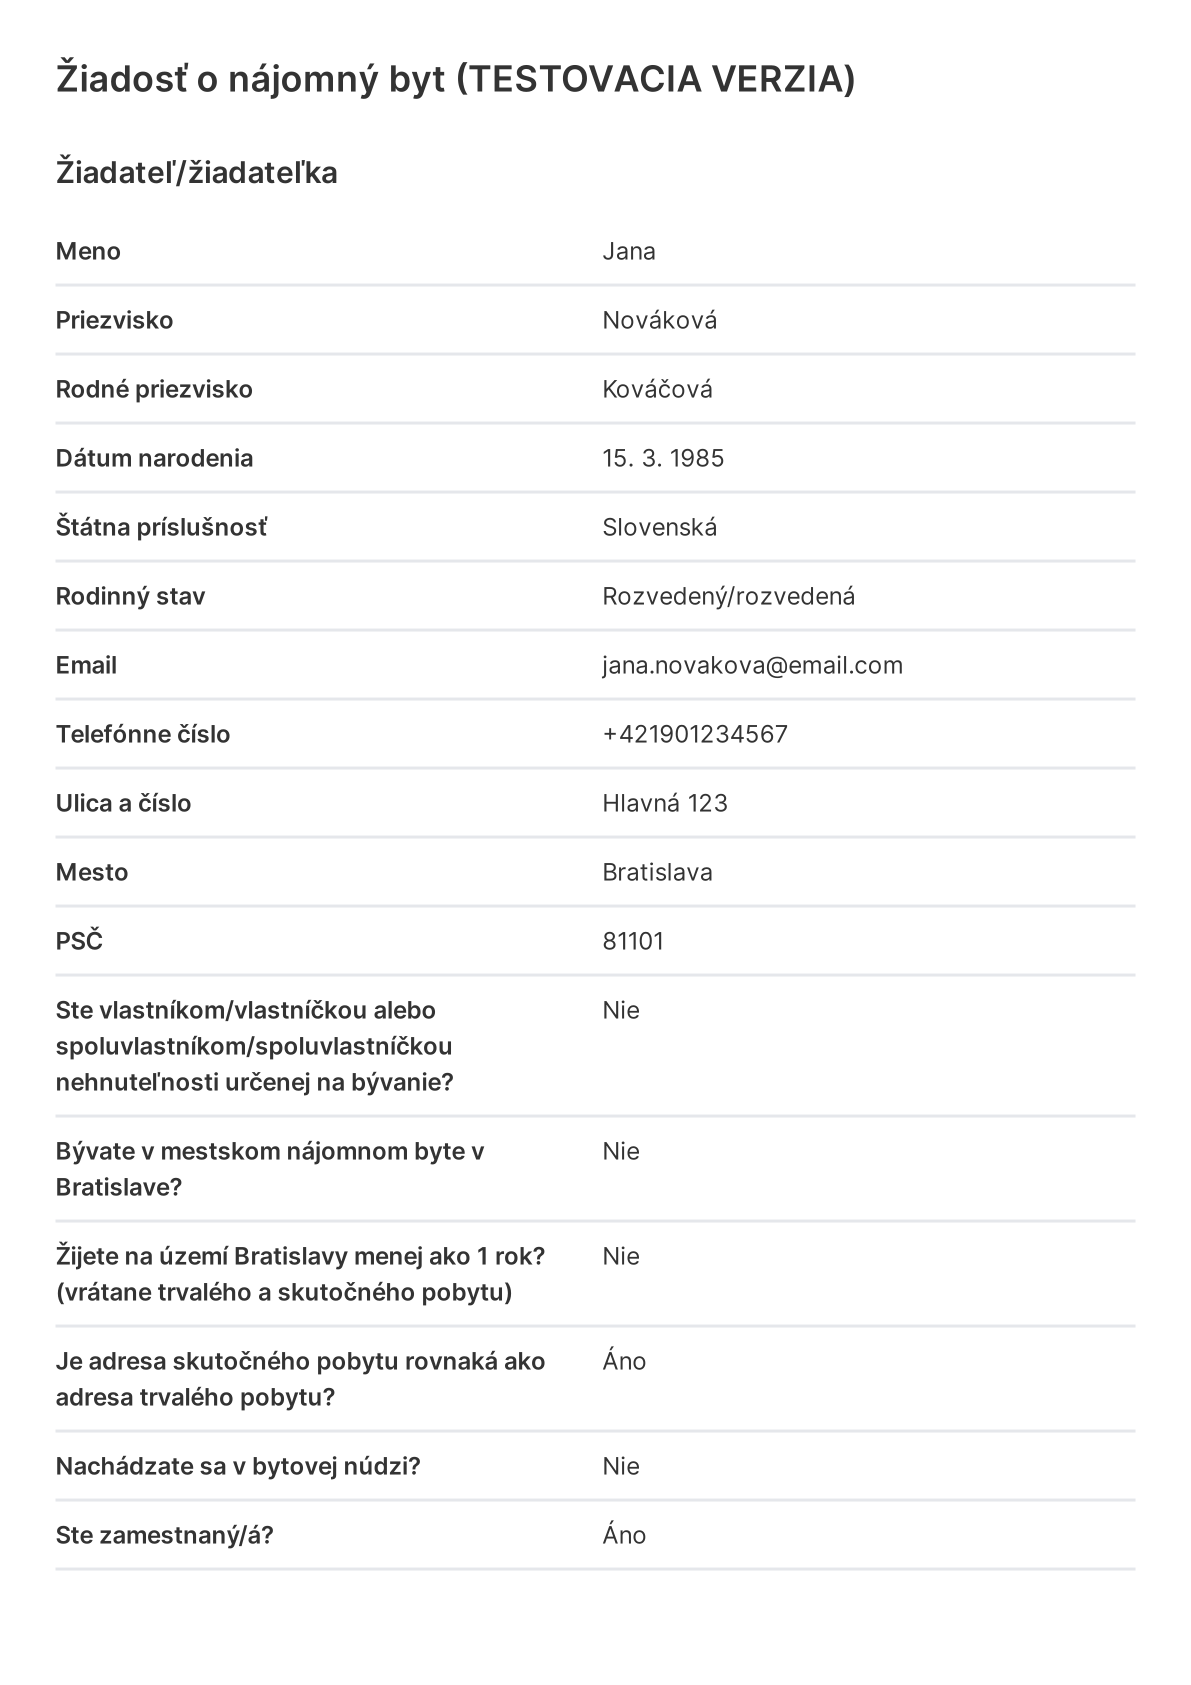 Žiadosť o nájomný byt (TESTOVACIA VERZIA)
Žiadateľ/žiadateľka
Meno Jana
Priezvisko Nováková
Rodné priezvisko Kováčová
Dátum narodenia 15. 3. 1985
Štátna príslušnosť Slovenská
Rodinný stav Rozvedený/rozvedená
Email jana.novakova@email.com
Telefónne číslo +421901234567
Ulica a číslo Hlavná 123
Mesto Bratislava
PSČ 81101
Ste vlastníkom/vlastníčkou alebo Nie
spoluvlastníkom/spoluvlastníčkou
nehnuteľnosti určenej na bývanie?
Bývate v mestskom nájomnom byte v Nie
Bratislave?
Žijete na území Bratislavy menej ako 1 rok? Nie
(vrátane trvalého a skutočného pobytu)
Je adresa skutočného pobytu rovnaká ako Áno
adresa trvalého pobytu?
Nachádzate sa v bytovej núdzi? Nie
Ste zamestnaný/á? Áno